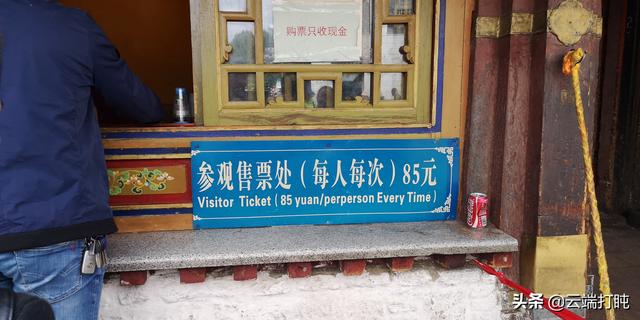 购票只收现金
参观售票处（每人每次）85元
Visitor Ticket ( 85 yuan/perperson Every Time )
头条 @云端打盹